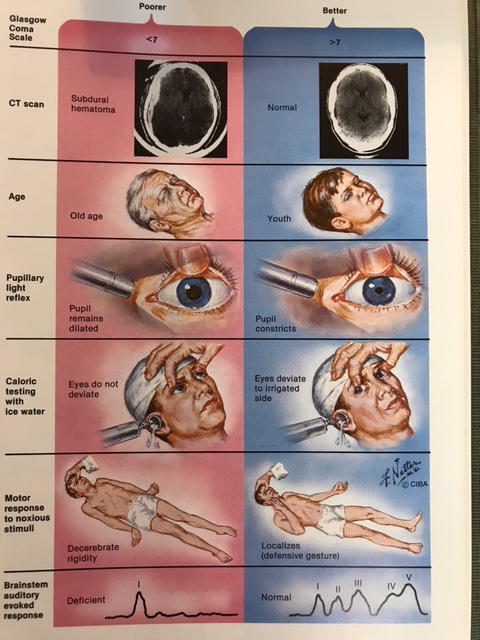 Poorer
Better
Glasgow
Coma
Scale
<7
>7
CT scan
Subdural
hematoma
Normal
Age
Old age
Youth
Pupillary
light
reflex
Pupil
remains
dilated
Pupil
constricts
Caloric
testing
with
ice water
Eyes do not
deviate
Eyes deviate
to irrigated
side
Motor
response
to noxious
stimuli
Decerebrate
rigidity
Localizes
(defensive gesture)
F. Netter
M.D.
© CIBA
Brainstem
auditory
evoked
response
Deficient
I
Normal
I II III IV V